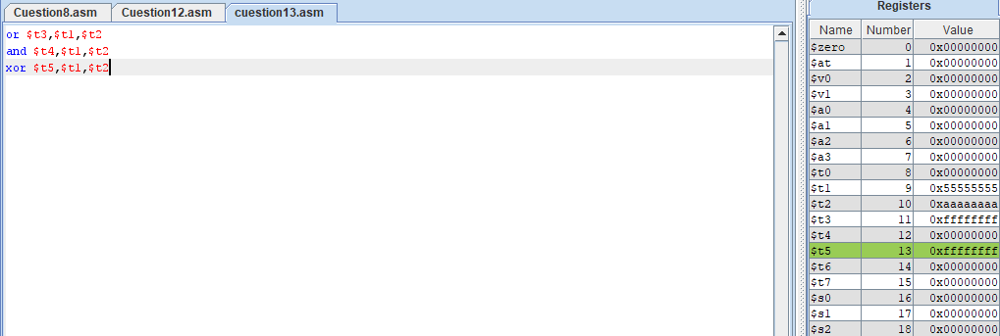 Cuestion8.asm Cuestion12.asm cuestion13.asm
or $t3,$t1,$t2
and $t4,$t1,$t2
xor $t5,$t1,$t2
Registers
Name Number Value
$zero 0 0x00000000
$at 1 0x00000000
$v0 2 0x00000000
$v1 3 0x00000000
$a0 4 0x00000000
$a1 5 0x00000000
$a2 6 0x00000000
$a3 7 0x00000000
$t0 8 0x00000000
$t1 9 0x55555555
$t2 10 0xaaaaaaaa
$t3 11 0xffffffff
$t4 12 0x00000000
$t5 13 0xffffffff
$t6 14 0x00000000
$t7 15 0x00000000
$s0 16 0x00000000
$s1 17 0x00000000
$s2 18 0x00000000